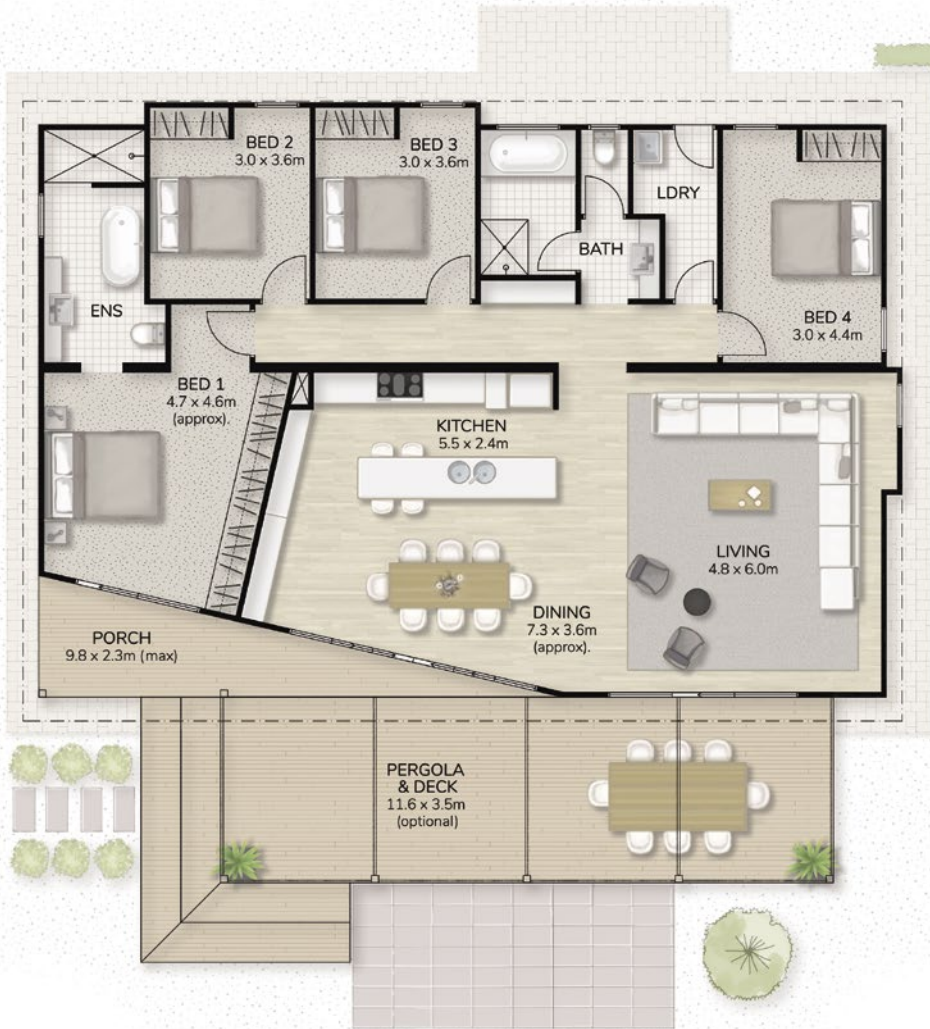 BED 2
3.0 x 3.6m
BED 3
3.0 x 3.6m
LDRY
BATH
ENS
BED 4
3.0 x 4.4m
BED 1
4.7 x 4.6m
(approx).
KITCHEN
5.5 x 2.4m
LIVING
4.8 x 6.0m
DINING
7.3 x 3.6m
(approx).
PORCH
9.8 x 2.3m (max)
PERGOLA
& DECK
11.6 x 3.5m
(optional)